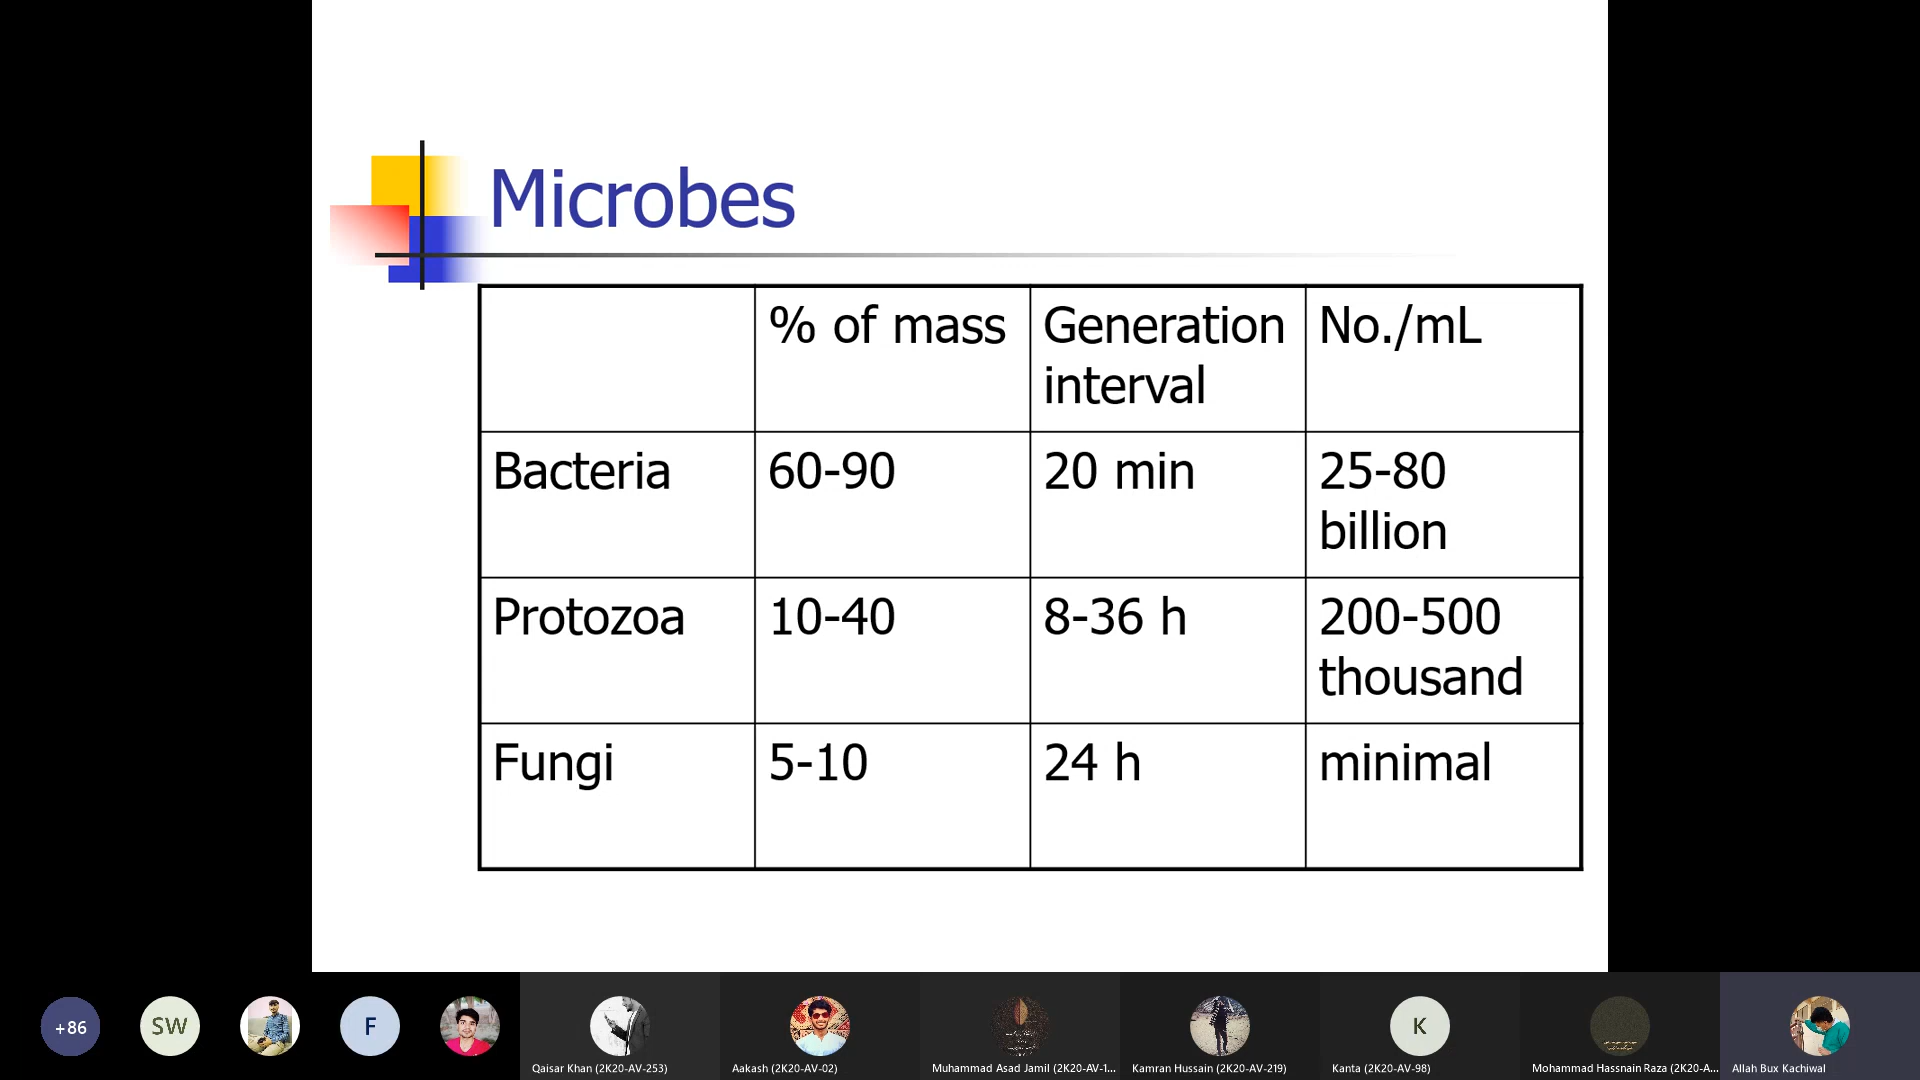 Microbes
% of mass
Generation
interval
No./mL
Bacteria
60-90
20 min
25-80
billion
Protozoa
10-40
8-36 h
200-500
thousand
Fungi
5-10
24 h
minimal
+86
SW
F
K
Qaisar Khan (2K20-AV-253)
Aakash (2K20-AV-02)
Muhammad Asad Jamil (2K20-AV-1...
Kamran Hussain (2K20-AV-219)
Kanta (2K20-AV-98)
Mohammad Hassnain Raza (2K20-A...
Allah Bux Kachiwal